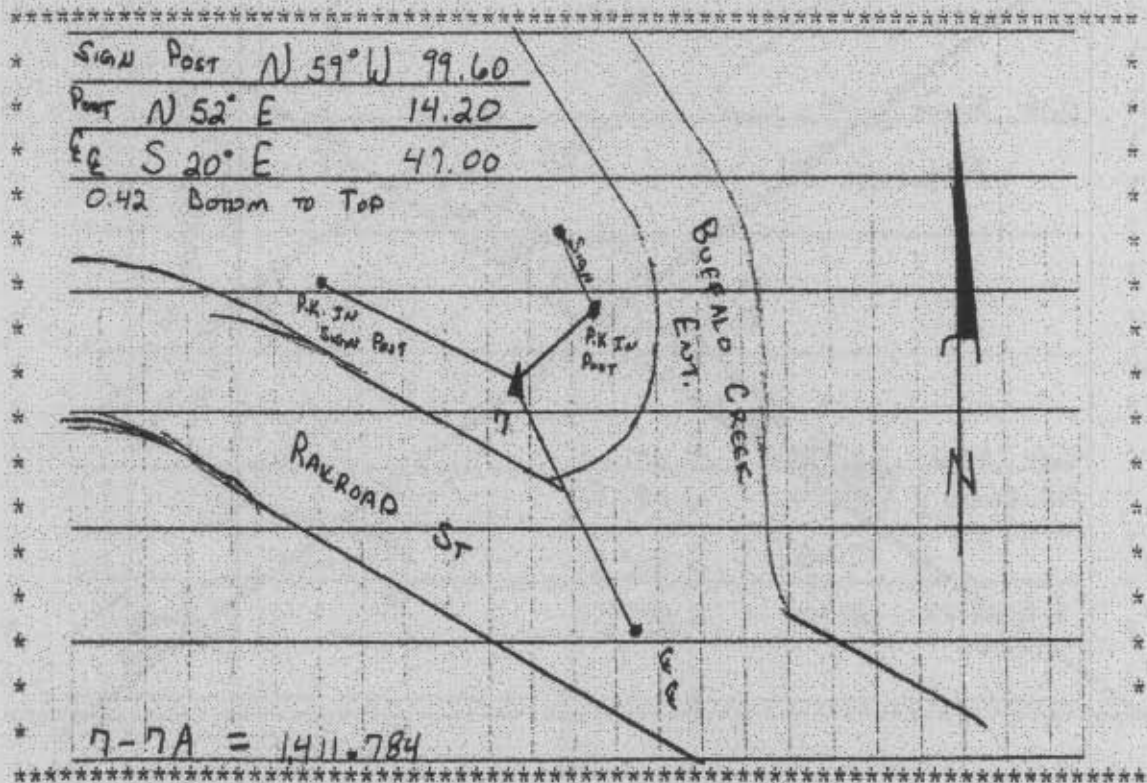 SIGN POST N 59° W 99.60
POST N 52° E 14.20
S 20° E 47.00
0.42 BOTTOM TO TOP
SIGN
P.K. IN
SIGN POST
P.K IN
POST
7
BUFFALO CREEK
ENT.
RAILROAD
ST
N
7-7A = 1411.784